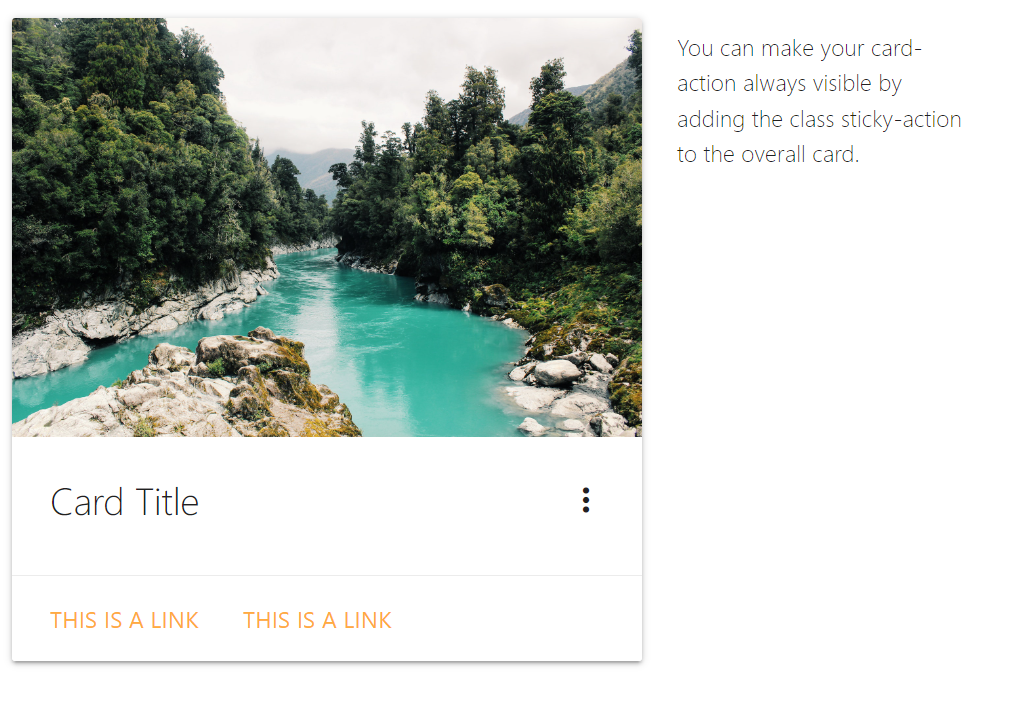 You can make your card-
action always visible by
adding the class sticky-action
to the overall card.
Card Title
THIS IS A LINK THIS IS A LINK